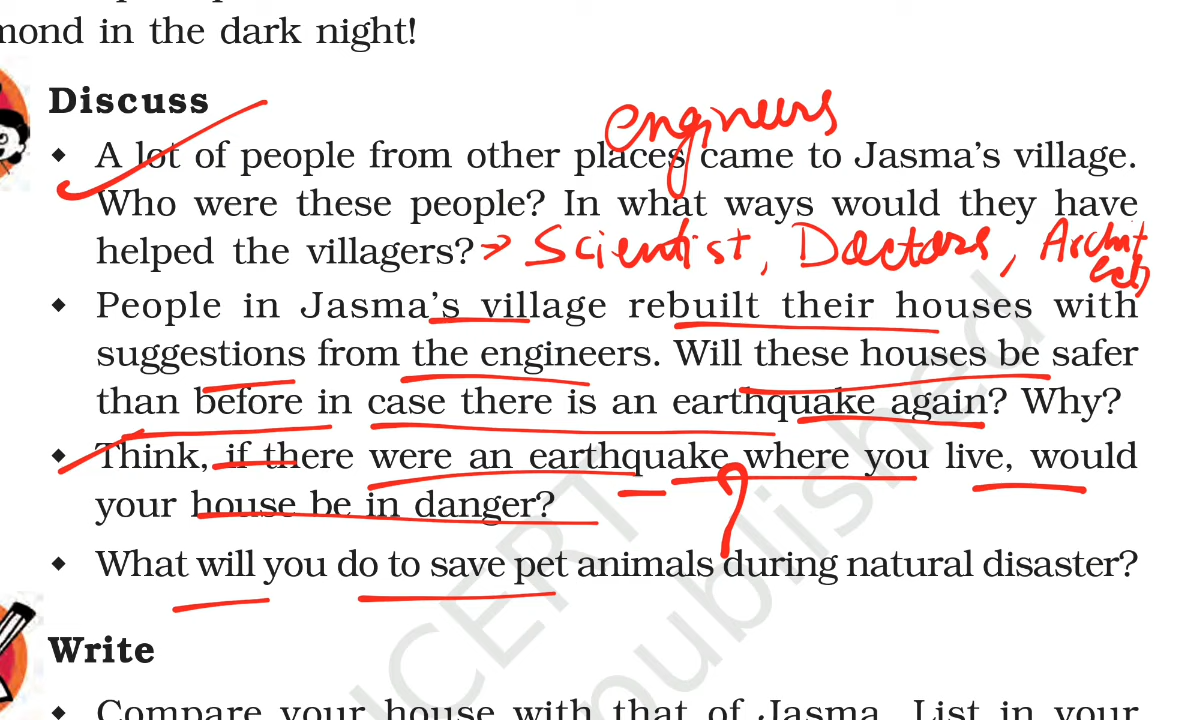 mond in the dark night!
Discuss
engineers
◆ A lot of people from other places came to Jasma's village.
Who were these people? In what ways would they have
helped the villagers? → Scientist, Doctors, Architects
◆ People in Jasma's village rebuilt their houses with
suggestions from the engineers. Will these houses be safer
than before in case there is an earthquake again? Why?
◆ Think, if there were an earthquake where you live, would
your house be in danger?
◆ What will you do to save pet animals during natural disaster?
Write
◆ Compare your house with that of Jasma. List in your
NCERT
published